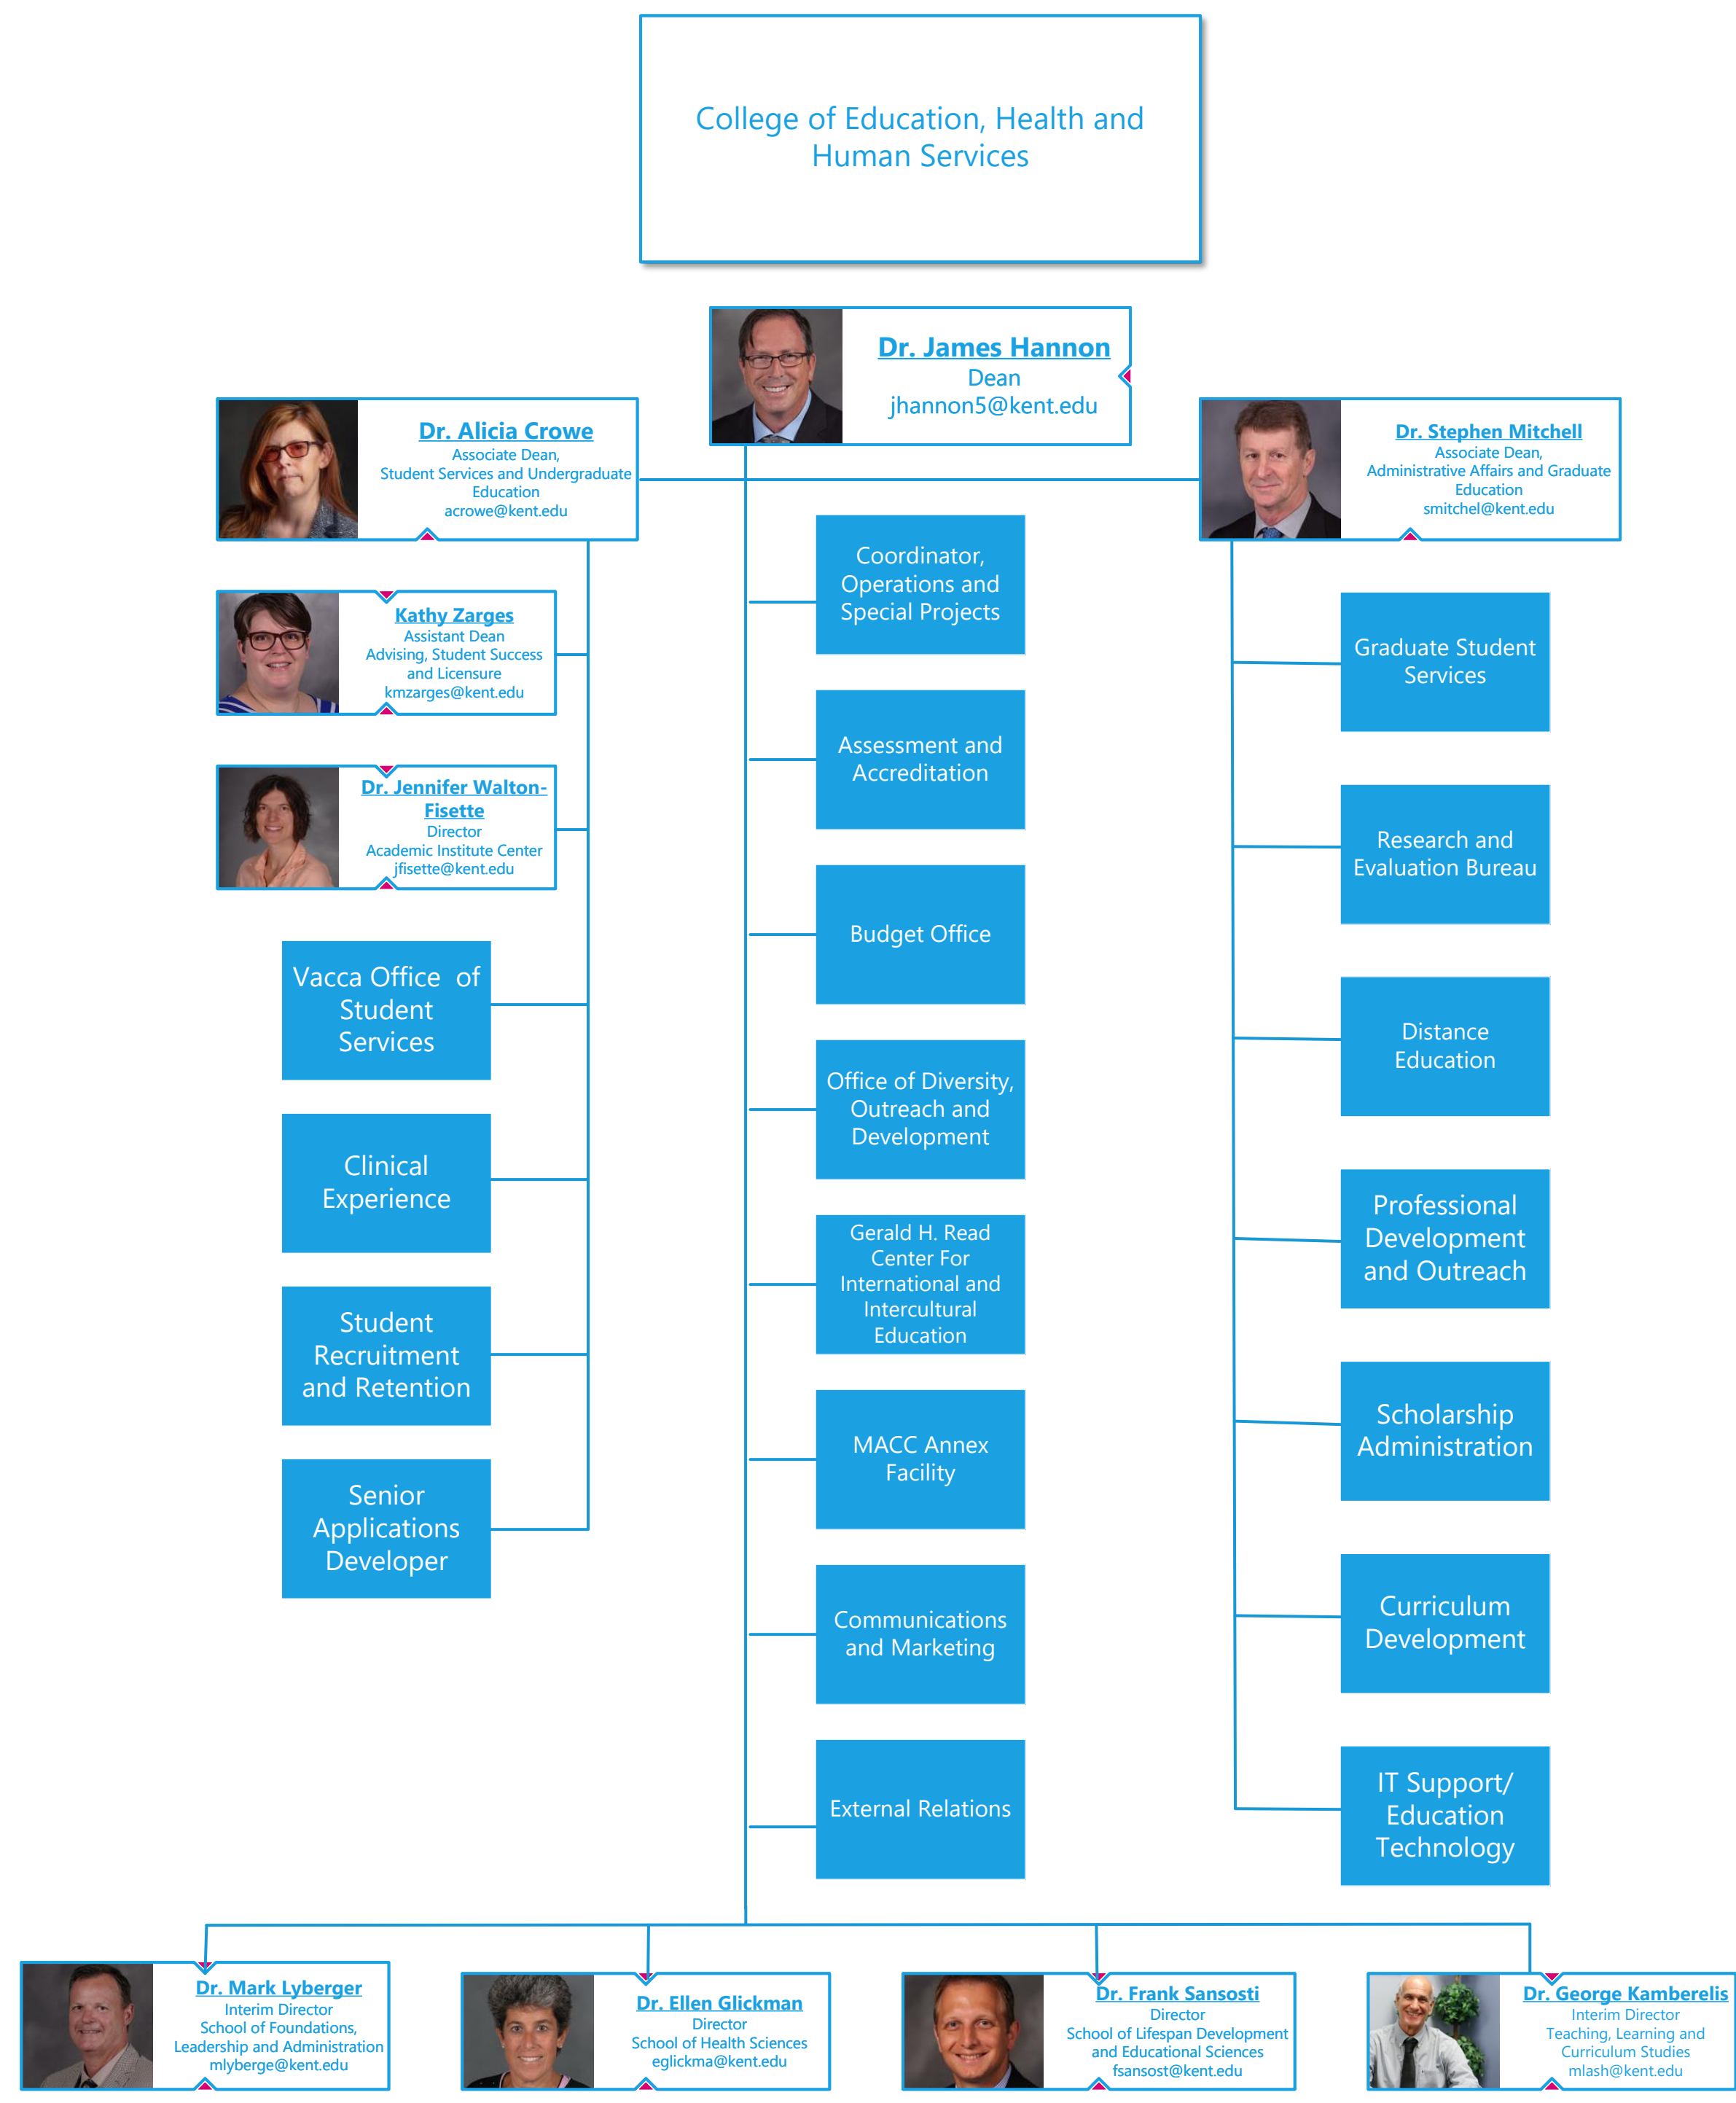 College of Education, Health and
Human Services
Dr. James Hannon
Dean
jhannon5@kent.edu
Dr. Alicia Crowe
Associate Dean,
Student Services and Undergraduate
Education
acrowe@kent.edu
Dr. Stephen Mitchell
Associate Dean,
Administrative Affairs and Graduate
Education
smitchel@kent.edu
Kathy Zarges
Assistant Dean
Advising, Student Success
and Licensure
kmzarges@kent.edu
Dr. Jennifer Walton-
Fisette
Director
Academic Institute Center
jfisette@kent.edu
Vacca Office of
Student
Services
Clinical
Experience
Student
Recruitment
and Retention
Senior
Applications
Developer
Coordinator,
Operations and
Special Projects
Assessment and
Accreditation
Budget Office
Office of Diversity,
Outreach and
Development
Gerald H. Read
Center For
International and
Intercultural
Education
MACC Annex
Facility
Communications
and Marketing
External Relations
Graduate Student
Services
Research and
Evaluation Bureau
Distance
Education
Professional
Development
and Outreach
Scholarship
Administration
Curriculum
Development
IT Support/
Education
Technology
Dr. Mark Lyberger
Interim Director
School of Foundations,
Leadership and Administration
mlyberge@kent.edu
Dr. Ellen Glickman
Director
School of Health Sciences
eglickma@kent.edu
Dr. Frank Sansosti
Director
School of Lifespan Development
and Educational Sciences
fsansost@kent.edu
Dr. George Kamberelis
Interim Director
Teaching, Learning and
Curriculum Studies
mlash@kent.edu